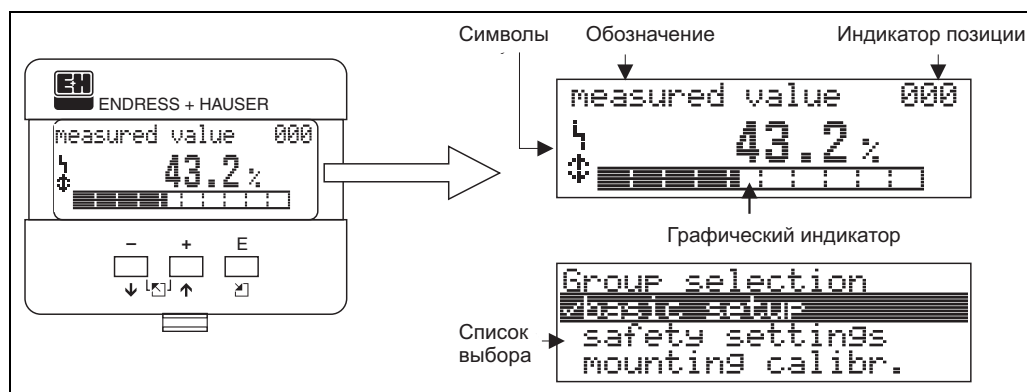 Символы Обозначение Индикатор позиции
E+H
ENDRESS + HAUSER
measured value 000
43.2 %
- + E
measured value 000
43.2 %
Графический индикатор
Group selection
✓basic setup
Список выбора
safety settings
mounting calibr.